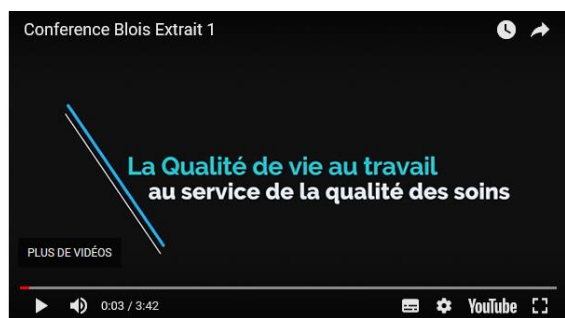 Conference Blois Extrait 1
La Qualité de vie au travail
au service de la qualité des soins
PLUS DE VIDÉOS
0:03 / 3:42
YouTube